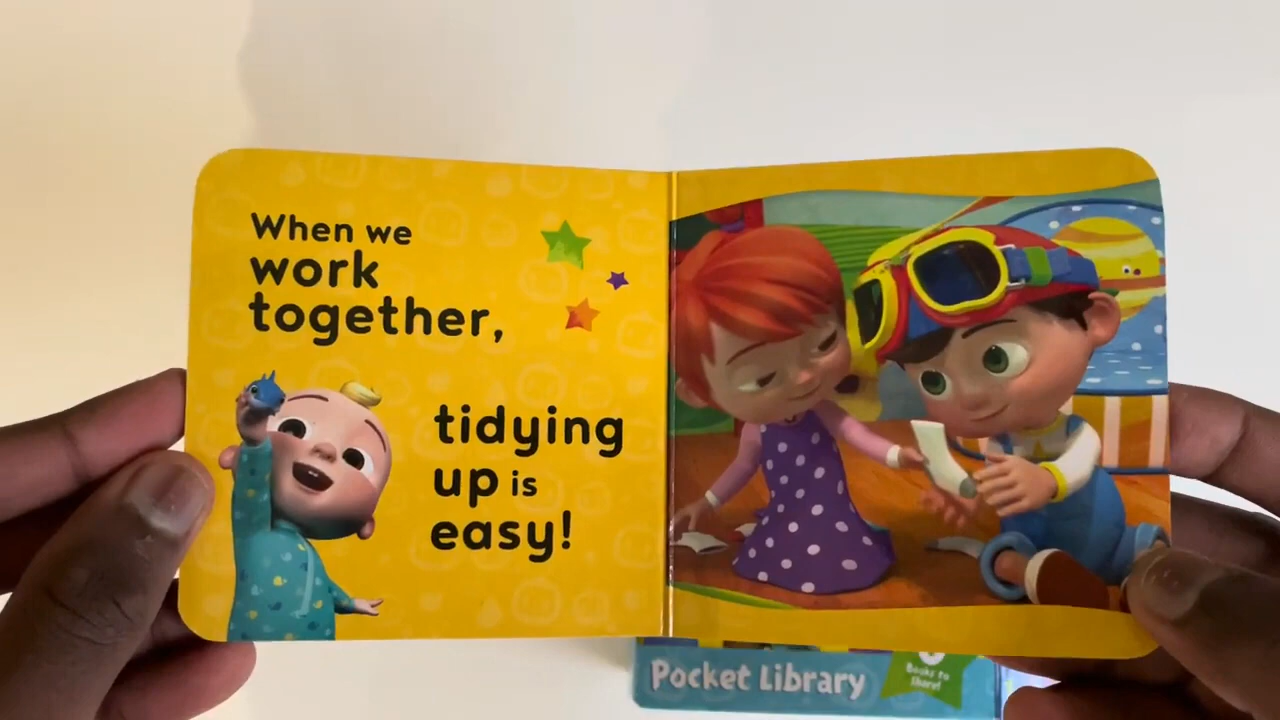 When we
work
together,
tidying
up is
easy!
Pocket Library
Books to
Share!